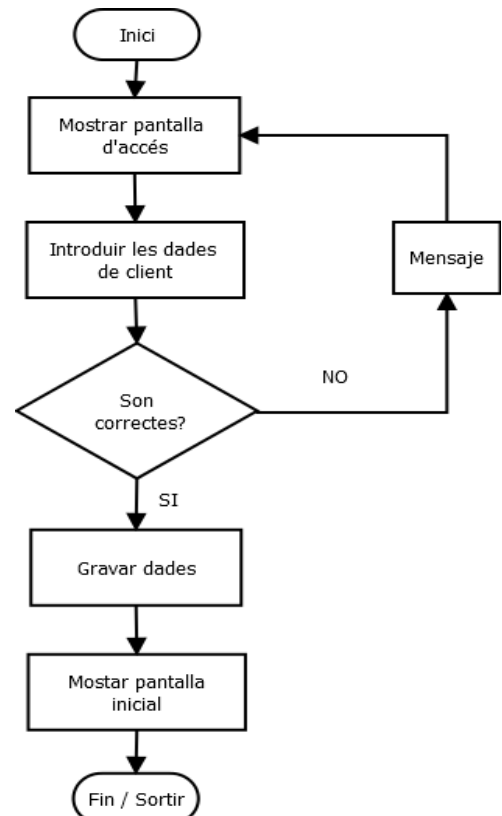 Inici
Mostrar pantalla
d'accés
Introduir les dades
de client
Mensaje
Son
correctes?
NO
SI
Gravar dades
Mostar pantalla
inicial
Fin / Sortir